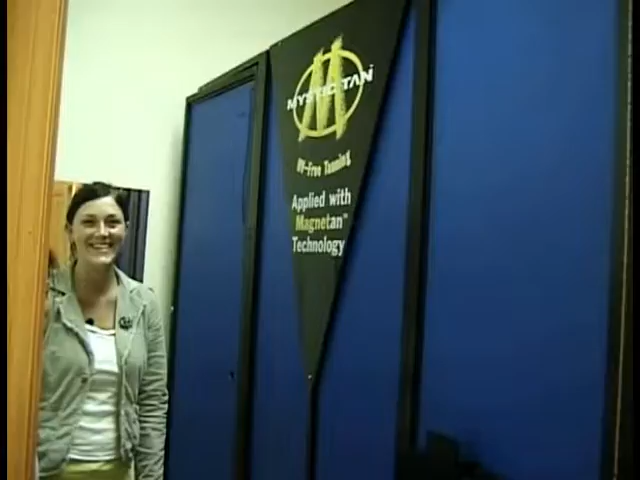 MYSTIC TAN
UV-Free Tanning
Applied with
Magnetan™
Technology